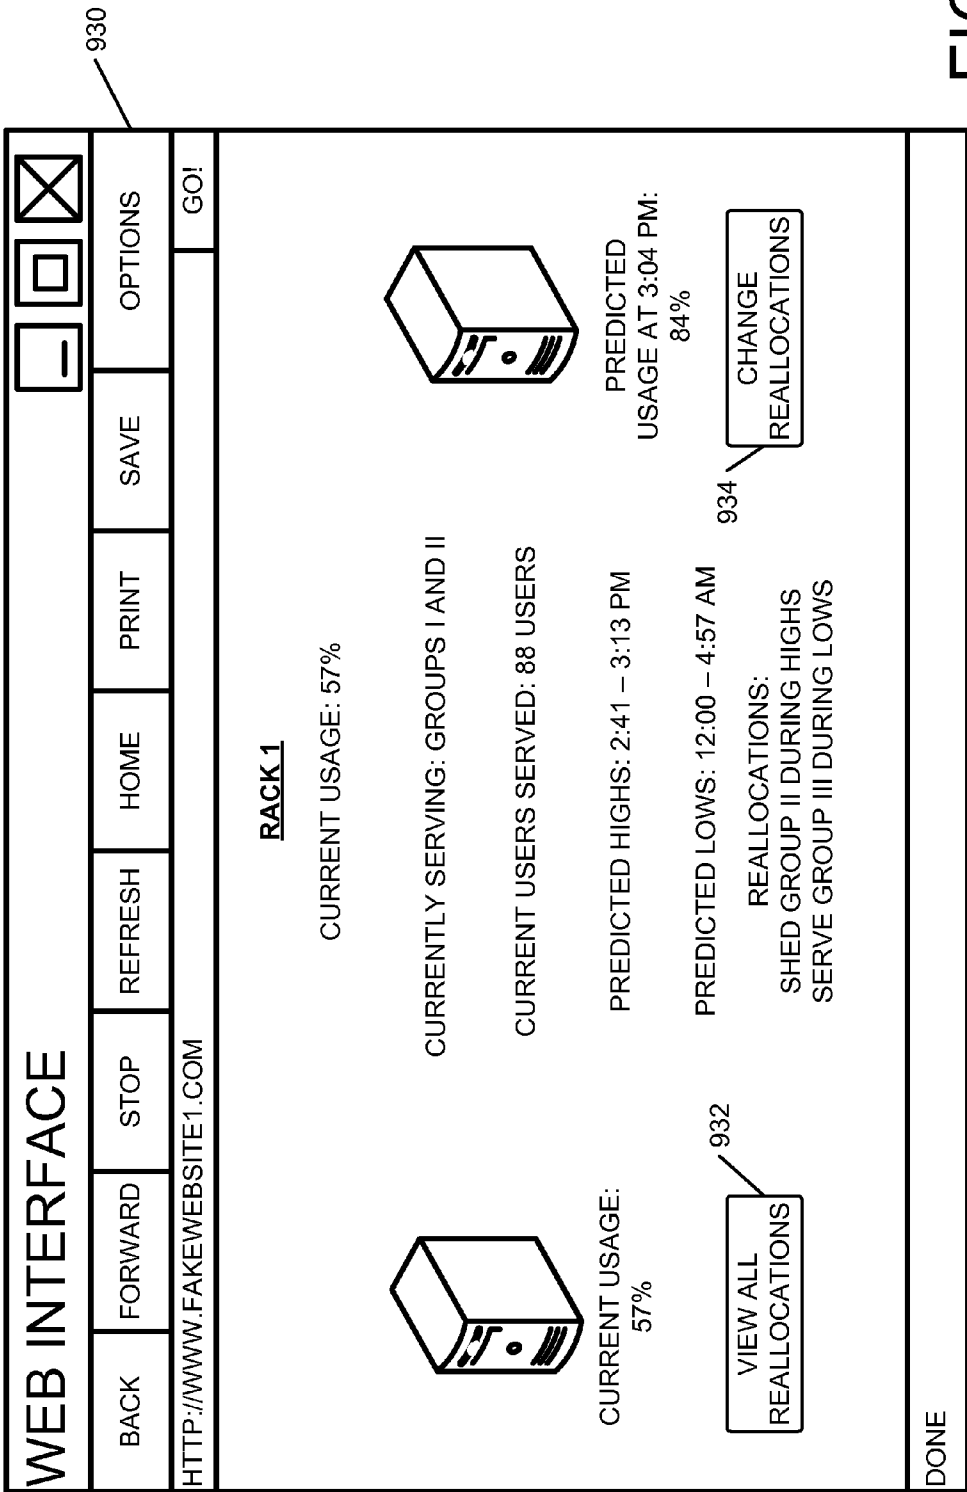 930
WEB INTERFACE
BACK
FORWARD
STOP
REFRESH
HOME
PRINT
SAVE
OPTIONS
HTTP://WWW.FAKEWEBSITE1.COM
GO!
RACK 1
CURRENT USAGE: 57%
CURRENTLY SERVING: GROUPS I AND II
CURRENT USERS SERVED: 88 USERS
PREDICTED HIGHS: 2:41 – 3:13 PM
PREDICTED LOWS: 12:00 – 4:57 AM
REALLOCATIONS:
SHED GROUP II DURING HIGHS
SERVE GROUP III DURING LOWS
CURRENT USAGE:
57%
932
VIEW ALL
REALLOCATIONS
PREDICTED
USAGE AT 3:04 PM:
84%
934
CHANGE
REALLOCATIONS
DONE